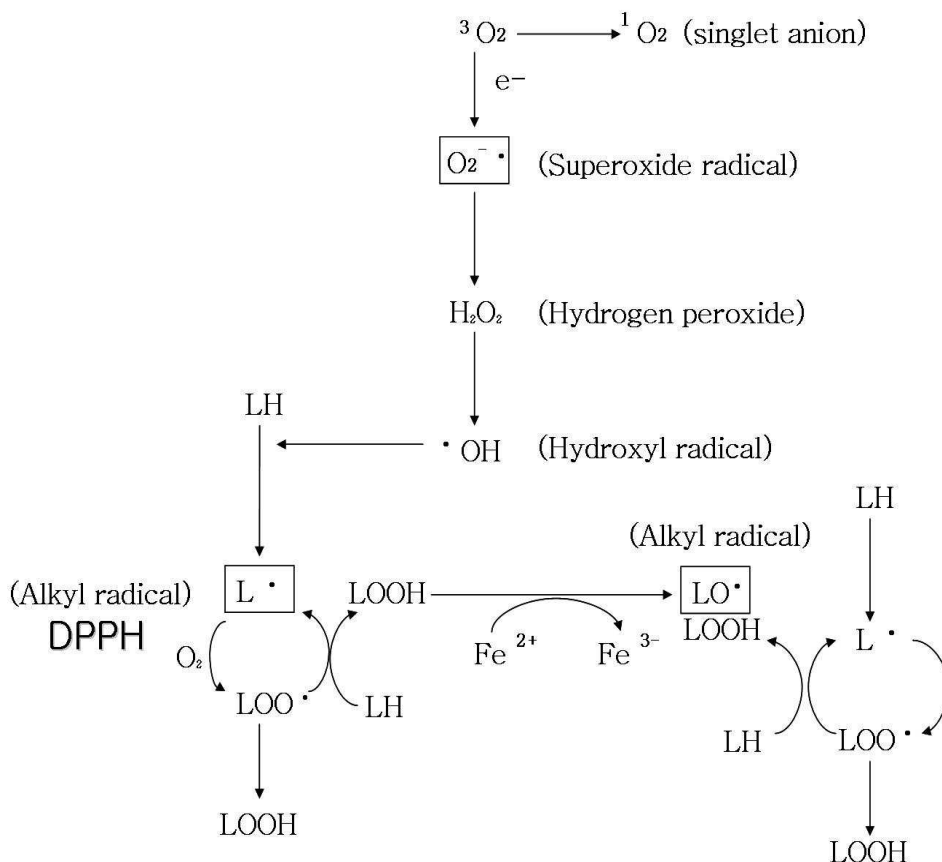 ³O₂ ¹O₂ (singlet anion)
e−
O₂⁻• (Superoxide radical)
H₂O₂ (Hydrogen peroxide)
LH
•OH (Hydroxyl radical)
LH
(Alkyl radical)
(Alkyl radical) L• LOOH LO•
DPPH LOOH
O₂ Fe²⁺ Fe³⁻ L•
LOO• LH LH LOO•
LOOH LOOH